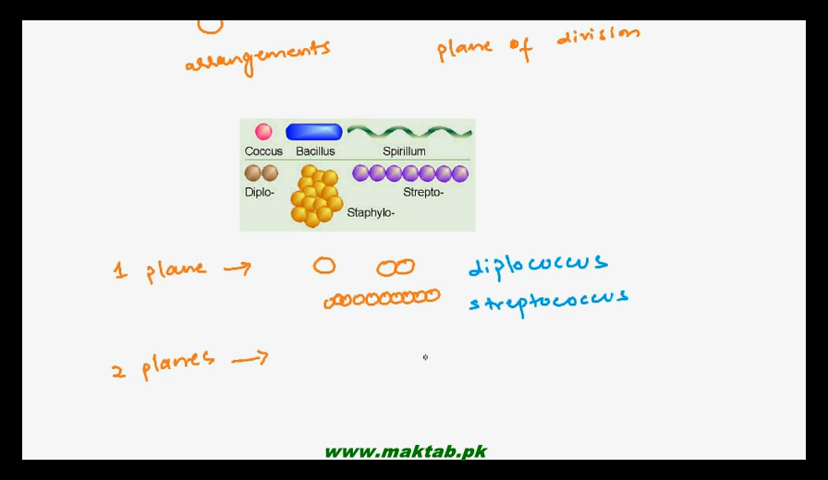 arrangements plane of division
Coccus Bacillus Spirillum
Diplo- Strepto-
Staphylo-
1 plane → diplococcus
streptococcus
2 planes →
www.maktab.pk